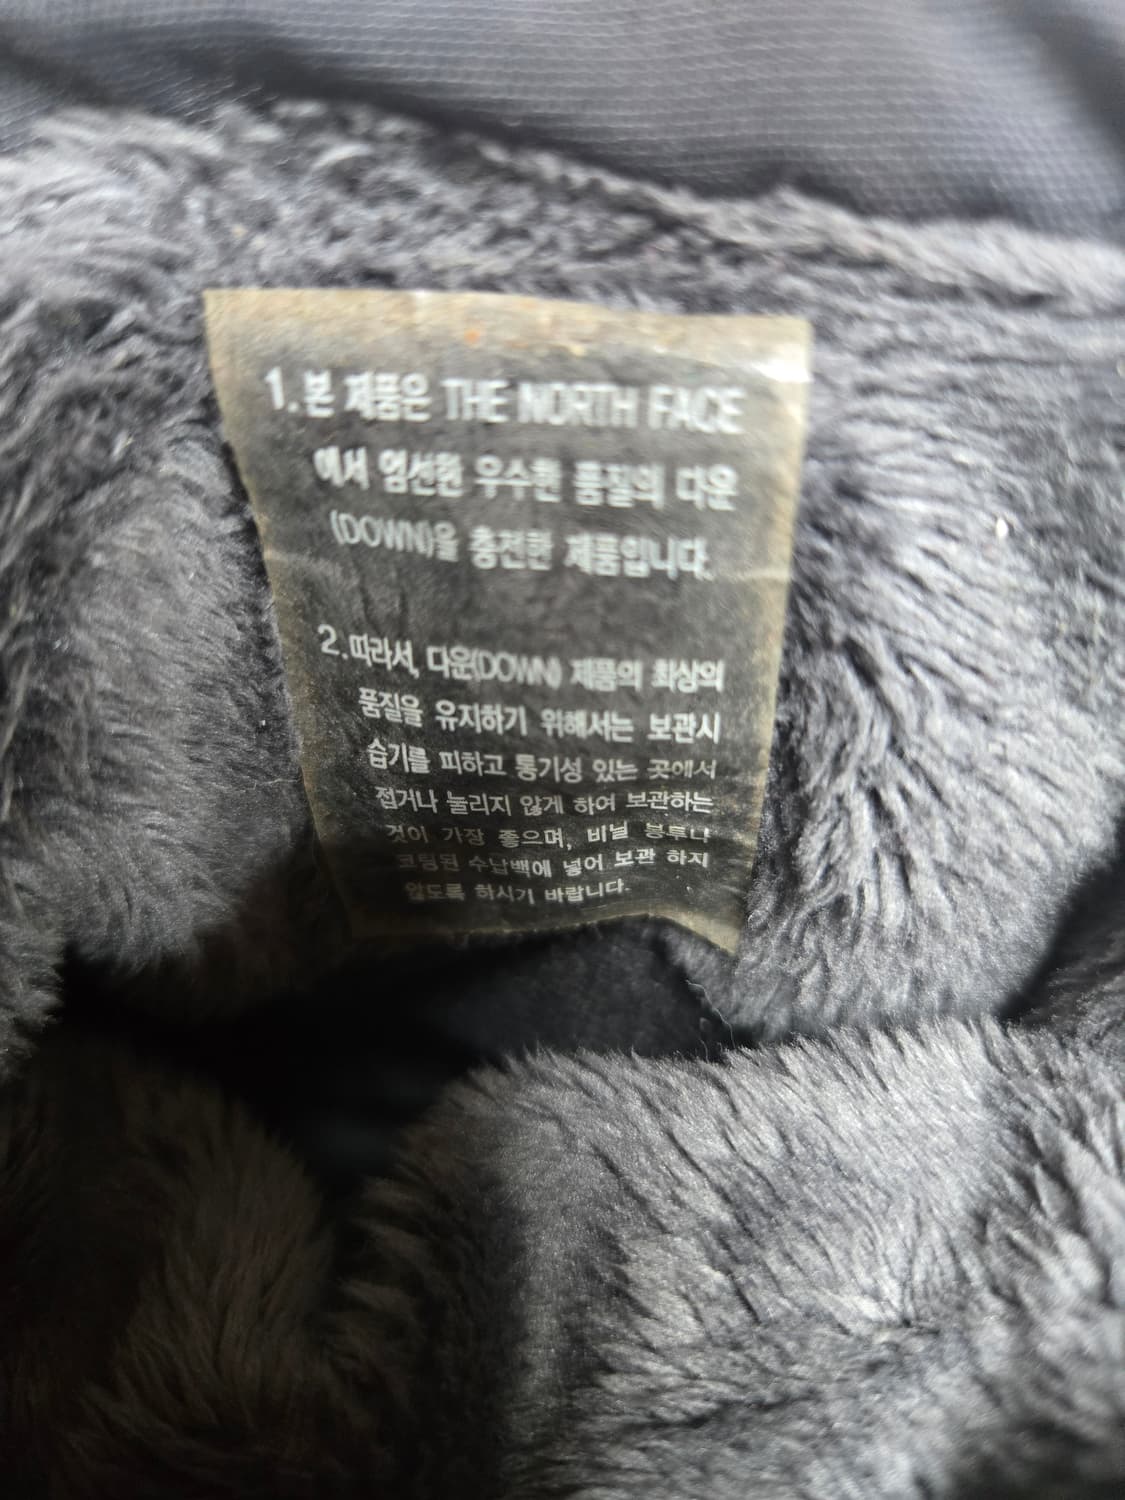 1. 본 제품은 THE NORTH FACE
에서 엄선한 우수한 품질의 다운
(DOWN)을 충전한 제품입니다.
2. 따라서, 다운(DOWN) 제품의 최상의
품질을 유지하기 위해서는 보관시
습기를 피하고 통기성 있는 곳에서
접거나 눌리지 않게 하여 보관하는
것이 가장 좋으며, 비닐 봉투나
코팅된 수납백에 넣어 보관 하지
않도록 하시기 바랍니다.